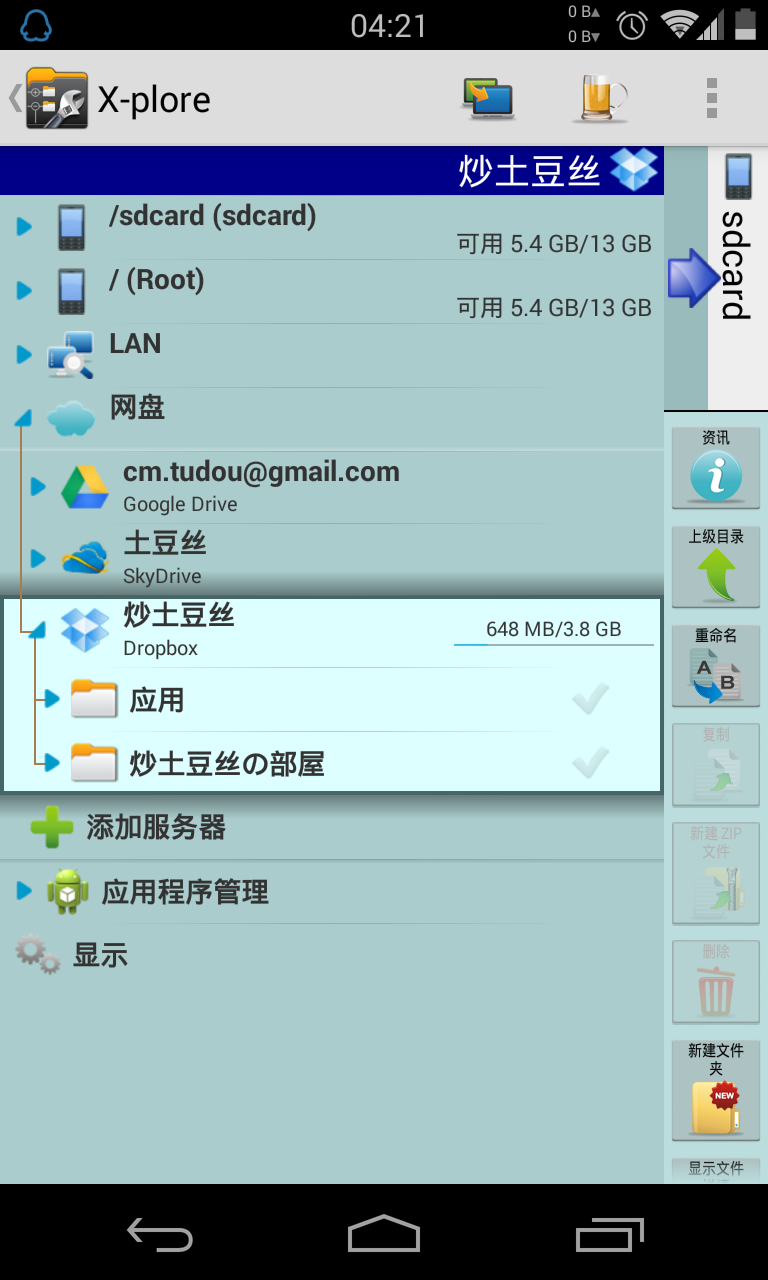 04:21
0 B▲
0 B▼
X-plore
炒土豆丝
/sdcard (sdcard)
可用 5.4 GB/13 GB
/ (Root)
可用 5.4 GB/13 GB
LAN
网盘
cm.tudou@gmail.com
Google Drive
土豆丝
SkyDrive
炒土豆丝
Dropbox
648 MB/3.8 GB
应用
炒土豆丝の部屋
添加服务器
应用程序管理
显示
sdcard
资讯
上级目录
重命名
A
B
复制
新建 ZIP
文件
删除
新建文件
夹
NEW
显示文件